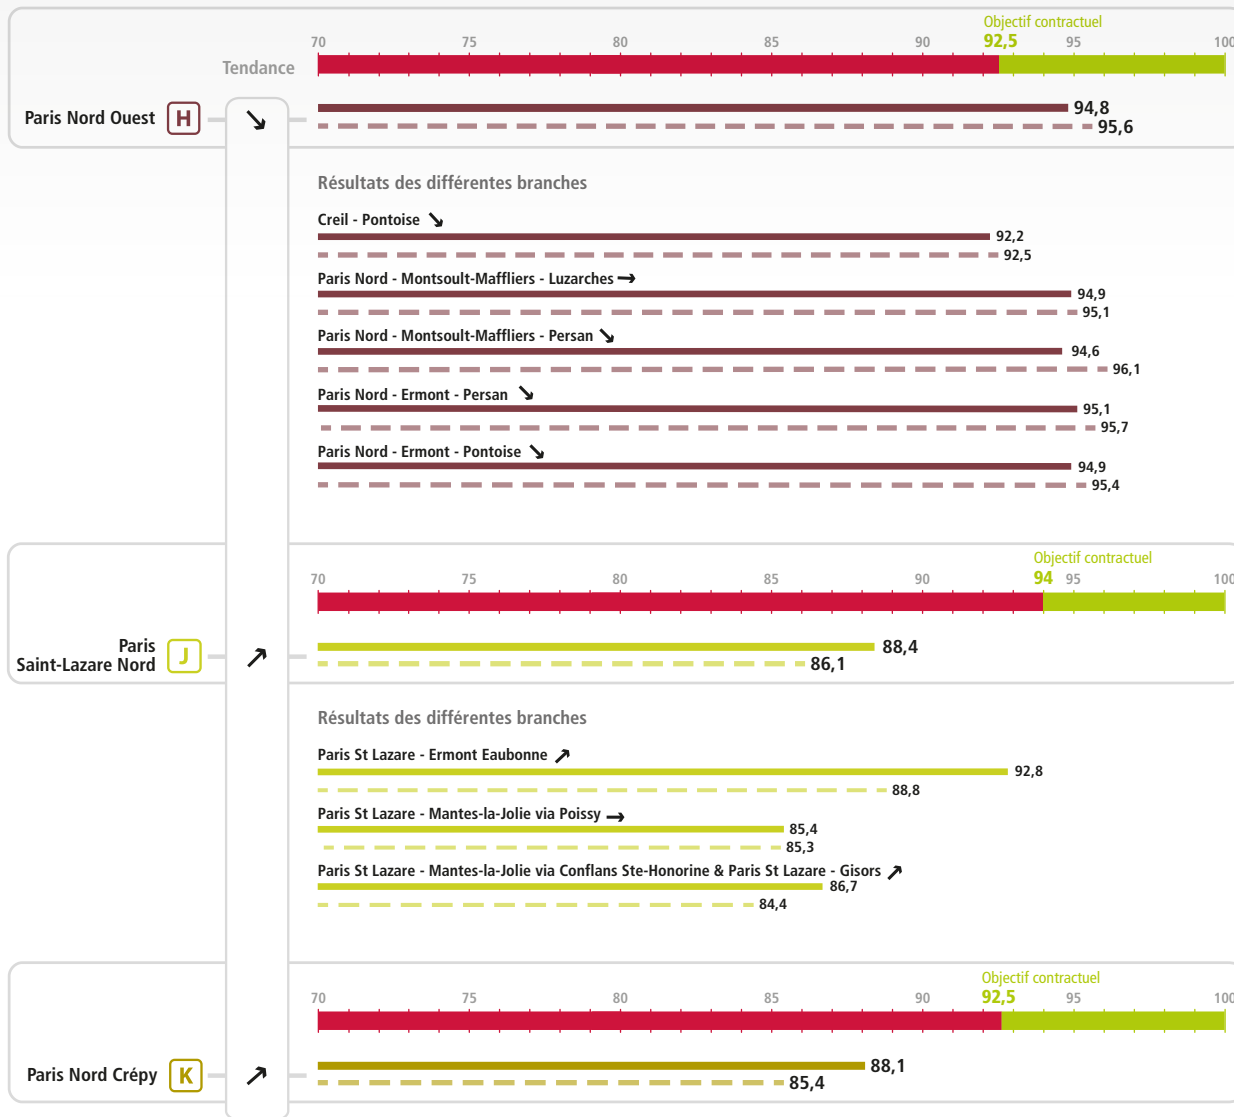 Objectif contractuel
70 75 80 85 90 92,5 95 100
Tendance
Paris Nord Ouest H
94,8
95,6
Résultats des différentes branches
Creil - Pontoise
92,2
92,5
Paris Nord - Montsoult-Maffliers - Luzarches
94,9
95,1
Paris Nord - Montsoult-Maffliers - Persan
94,6
96,1
Paris Nord - Ermont - Persan
95,1
95,7
Paris Nord - Ermont - Pontoise
94,9
95,4
Objectif contractuel
70 75 80 85 90 94 95 100
Paris
Saint-Lazare Nord J
88,4
86,1
Résultats des différentes branches
Paris St Lazare - Ermont Eaubonne
92,8
88,8
Paris St Lazare - Mantes-la-Jolie via Poissy
85,4
85,3
Paris St Lazare - Mantes-la-Jolie via Conflans Ste-Honorine & Paris St Lazare - Gisors
86,7
84,4
Objectif contractuel
70 75 80 85 90 92,5 95 100
Paris Nord Crépy K
88,1
85,4